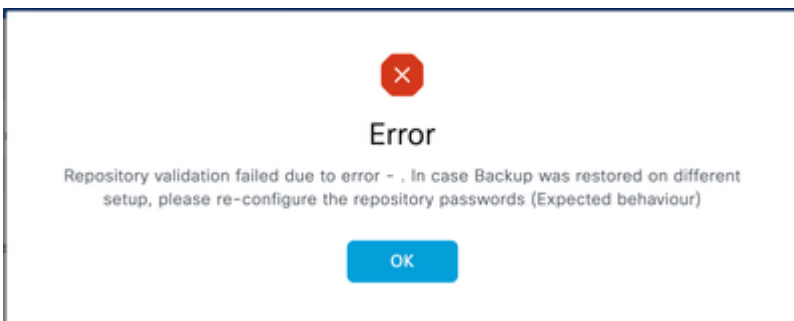 Error
Repository validation failed due to error - . In case Backup was restored on different
setup, please re-configure the repository passwords (Expected behaviour)
OK